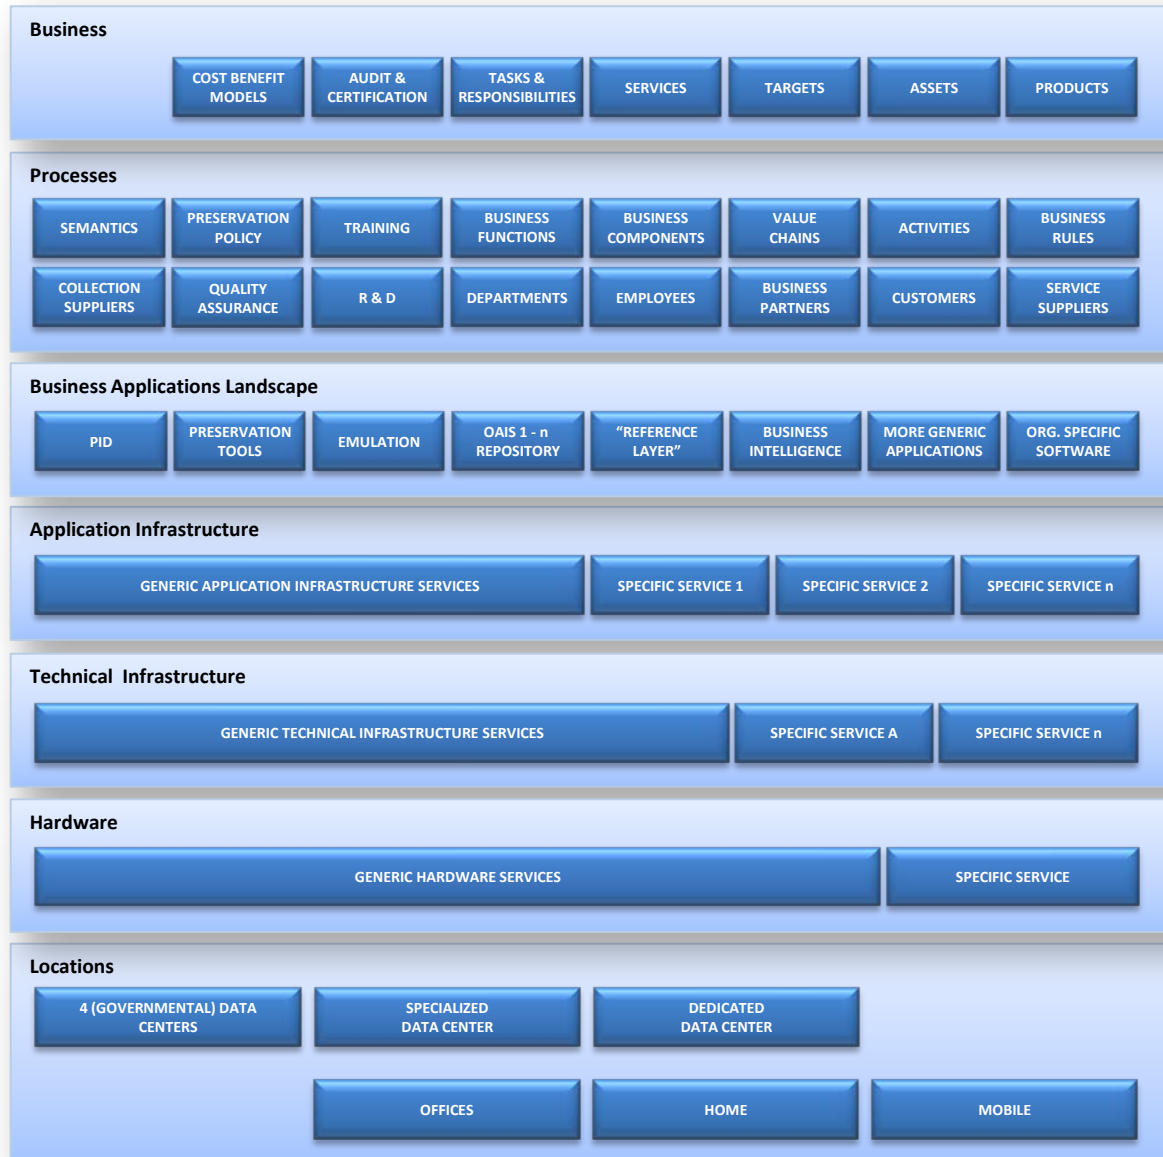 Business
COST BENEFIT
MODELS
AUDIT &
CERTIFICATION
TASKS &
RESPONSIBILITIES
SERVICES
TARGETS
ASSETS
PRODUCTS
Processes
SEMANTICS
PRESERVATION
POLICY
TRAINING
BUSINESS
FUNCTIONS
BUSINESS
COMPONENTS
VALUE
CHAINS
ACTIVITIES
BUSINESS
RULES
COLLECTION
SUPPLIERS
QUALITY
ASSURANCE
R & D
DEPARTMENTS
EMPLOYEES
BUSINESS
PARTNERS
CUSTOMERS
SERVICE
SUPPLIERS
Business Applications Landscape
PID
PRESERVATION
TOOLS
EMULATION
OAIS 1 - n
REPOSITORY
“REFERENCE
LAYER”
BUSINESS
INTELLIGENCE
MORE GENERIC
APPLICATIONS
ORG. SPECIFIC
SOFTWARE
Application Infrastructure
GENERIC APPLICATION INFRASTRUCTURE SERVICES
SPECIFIC SERVICE 1
SPECIFIC SERVICE 2
SPECIFIC SERVICE n
Technical Infrastructure
GENERIC TECHNICAL INFRASTRUCTURE SERVICES
SPECIFIC SERVICE A
SPECIFIC SERVICE n
Hardware
GENERIC HARDWARE SERVICES
SPECIFIC SERVICE
Locations
4 (GOVERNMENTAL) DATA
CENTERS
SPECIALIZED
DATA CENTER
DEDICATED
DATA CENTER
OFFICES
HOME
MOBILE